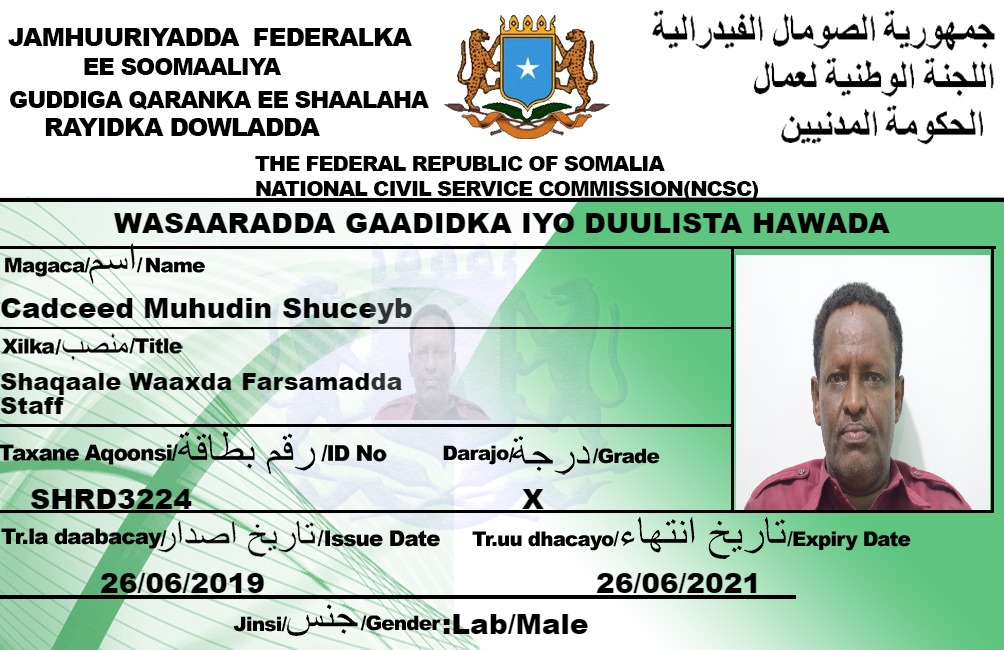 JAMHUURIYADDA FEDERALKA
EE SOOMAALIYA
GUDDIGA QARANKA EE SHAALAHA
RAYIDKA DOWLADDA
جمهورية الصومال الفيدرالية
اللجنة الوطنية لعمال
الحكومة المدنيين
THE FEDERAL REPUBLIC OF SOMALIA
NATIONAL CIVIL SERVICE COMMISSION(NCSC)
WASAARADDA GAADIDKA IYO DUULISTA HAWADA
Magaca/اسم/Name
Cadceed Muhudin Shuceyb
Xilka/منصب/Title
Shaqaale Waaxda Farsamadda
Staff
Taxane Aqoonsi/رقم بطاقة/ID No
Darajo/درجة/Grade
SHRD3224
X
Tr.la daabacay/تاريخ اصدار/Issue Date
Tr.uu dhacayo/تاريخ انتهاء/Expiry Date
26/06/2019
26/06/2021
Jinsi/جنس/Gender:Lab/Male